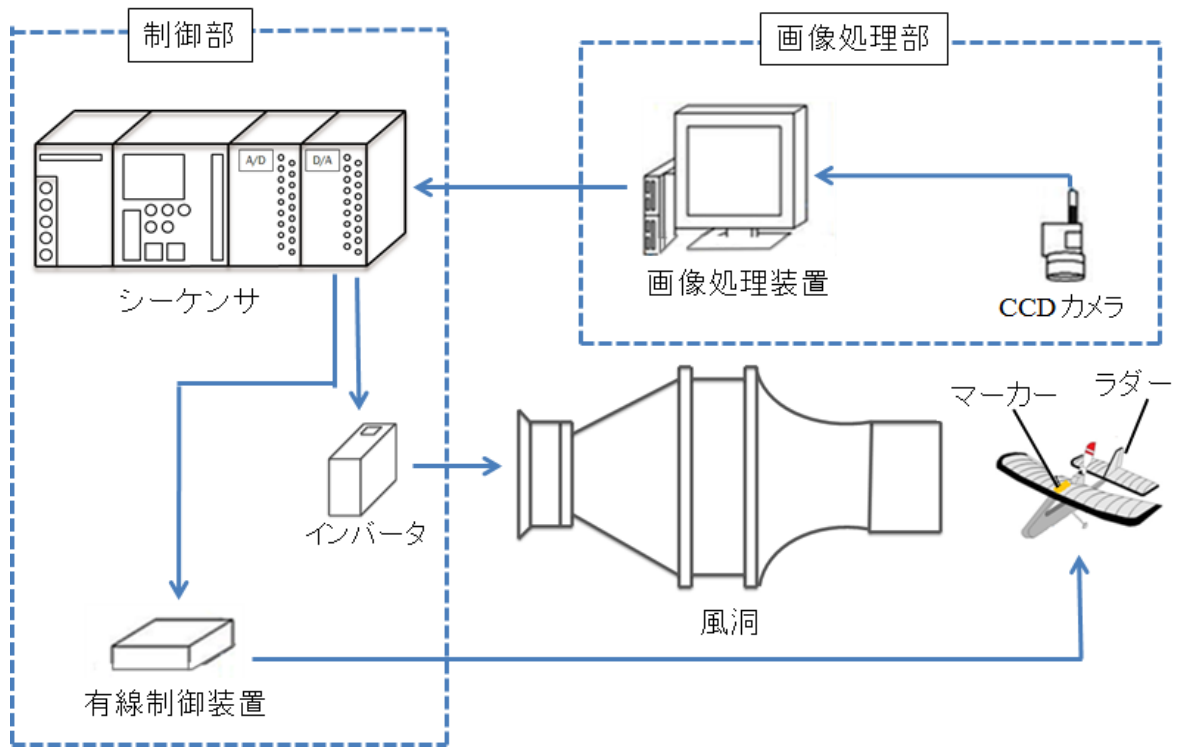 制御部
画像処理部
A/D
D/A
シーケンサ
画像処理装置
CCDカメラ
マーカー
ラダー
インバータ
風洞
有線制御装置